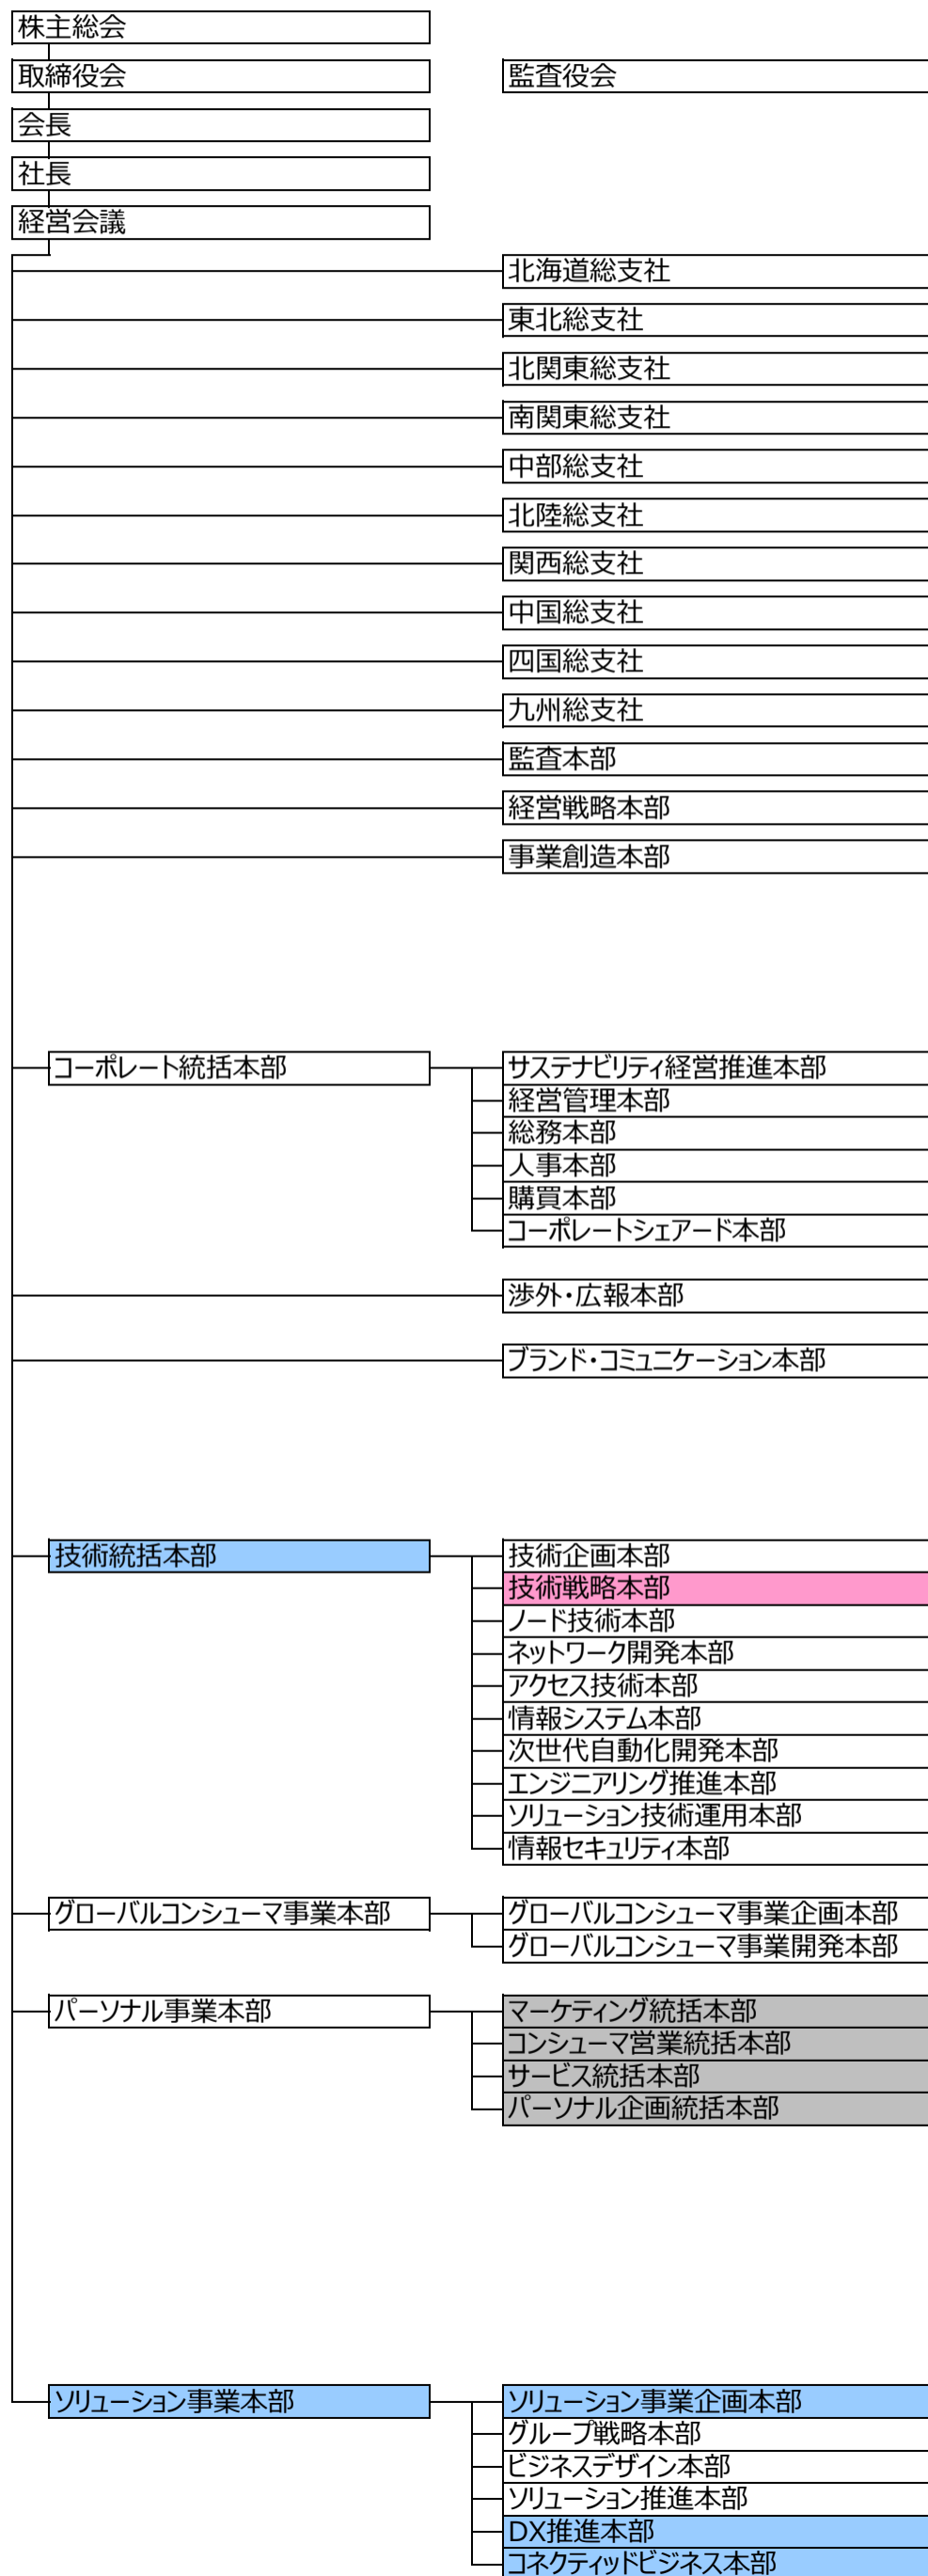 株主総会
取締役会
監査役会
会長
社長
経営会議
北海道総支社
東北総支社
北関東総支社
南関東総支社
中部総支社
北陸総支社
関西総支社
中国総支社
四国総支社
九州総支社
監査本部
経営戦略本部
事業創造本部
コーポレート統括本部
サステナビリティ経営推進本部
経営管理本部
総務本部
人事本部
購買本部
コーポレートシェアード本部
渉外・広報本部
ブランド・コミュニケーション本部
技術統括本部
技術企画本部
技術戦略本部
ノード技術本部
ネットワーク開発本部
アクセス技術本部
情報システム本部
次世代自動化開発本部
エンジニアリング推進本部
ソリューション技術運用本部
情報セキュリティ本部
グローバルコンシューマ事業本部
グローバルコンシューマ事業企画本部
グローバルコンシューマ事業開発本部
パーソナル事業本部
マーケティング統括本部
コンシューマ営業統括本部
サービス統括本部
パーソナル企画統括本部
ソリューション事業本部
ソリューション事業企画本部
グループ戦略本部
ビジネスデザイン本部
ソリューション推進本部
DX推進本部
コネクティッドビジネス本部